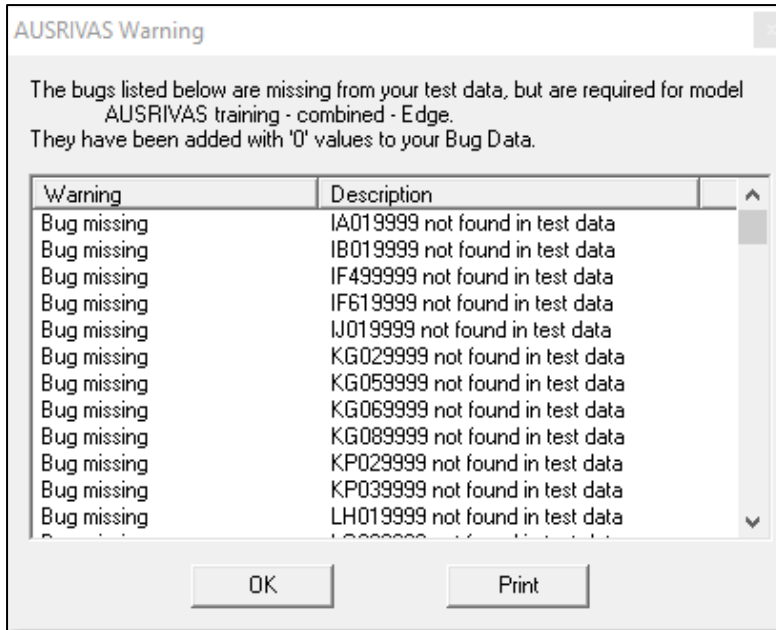 AUSRIVAS Warning
The bugs listed below are missing from your test data, but are required for model
AUSRIVAS training - combined - Edge.
They have been added with '0' values to your Bug Data.
Warning Description
Bug missing IA019999 not found in test data
Bug missing IB019999 not found in test data
Bug missing IF499999 not found in test data
Bug missing IF619999 not found in test data
Bug missing IJ019999 not found in test data
Bug missing KG029999 not found in test data
Bug missing KG059999 not found in test data
Bug missing KG069999 not found in test data
Bug missing KG089999 not found in test data
Bug missing KP029999 not found in test data
Bug missing KP039999 not found in test data
Bug missing LH019999 not found in test data
OK Print